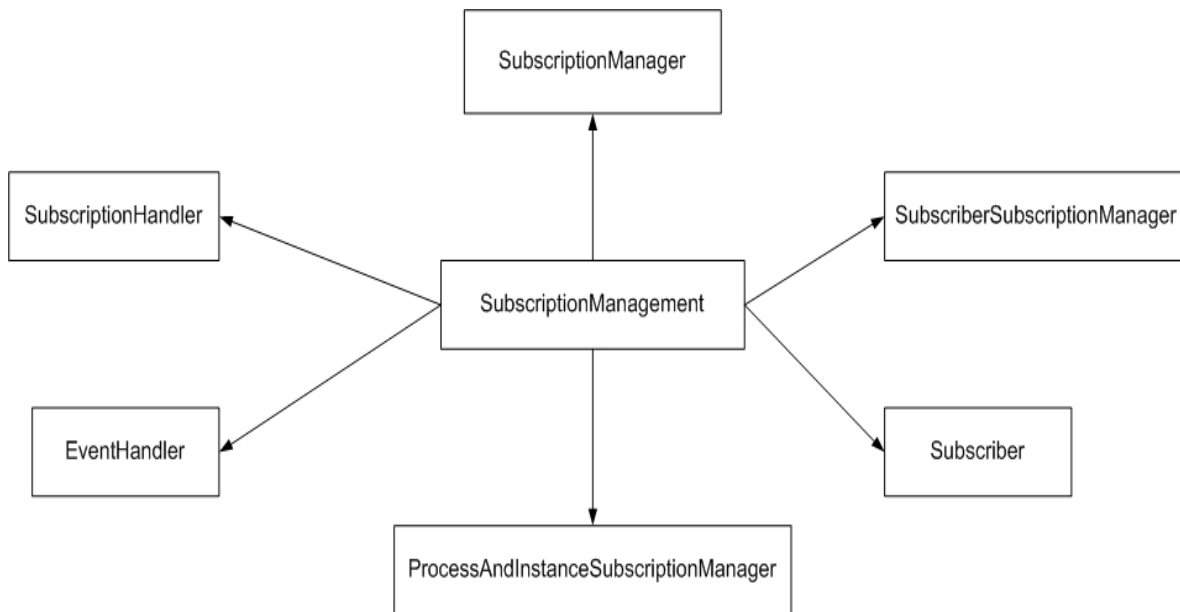 SubscriptionManager
SubscriptionHandler
SubscriberSubscriptionManager
SubscriptionManagement
EventHandler
Subscriber
ProcessAndInstanceSubscriptionManager